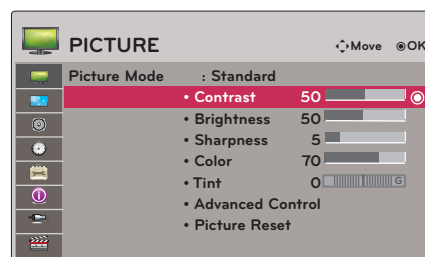 PICTURE
Move ◉OK
Picture Mode : Standard
• Contrast 50
• Brightness 50
• Sharpness 5
• Color 70
• Tint 0 G
• Advanced Control
• Picture Reset